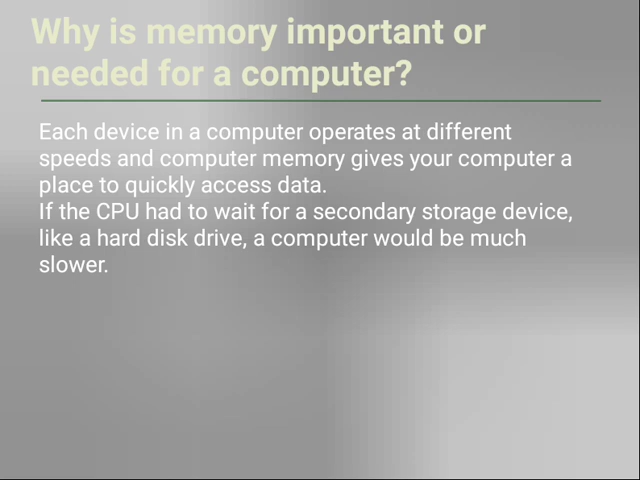 Why is memory important or
needed for a computer?
Each device in a computer operates at different
speeds and computer memory gives your computer a
place to quickly access data.
If the CPU had to wait for a secondary storage device,
like a hard disk drive, a computer would be much
slower.